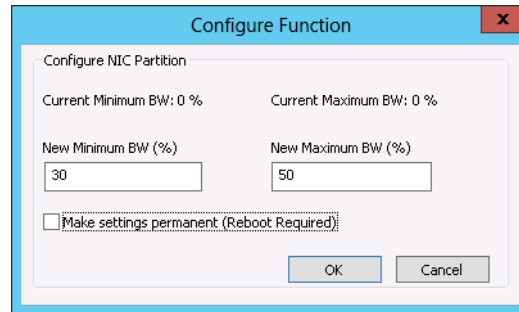 Configure Function
x
Configure NIC Partition
Current Minimum BW: 0 % Current Maximum BW: 0 %
New Minimum BW (%) New Maximum BW (%)
30 50
Make settings permanent (Reboot Required)
OK Cancel